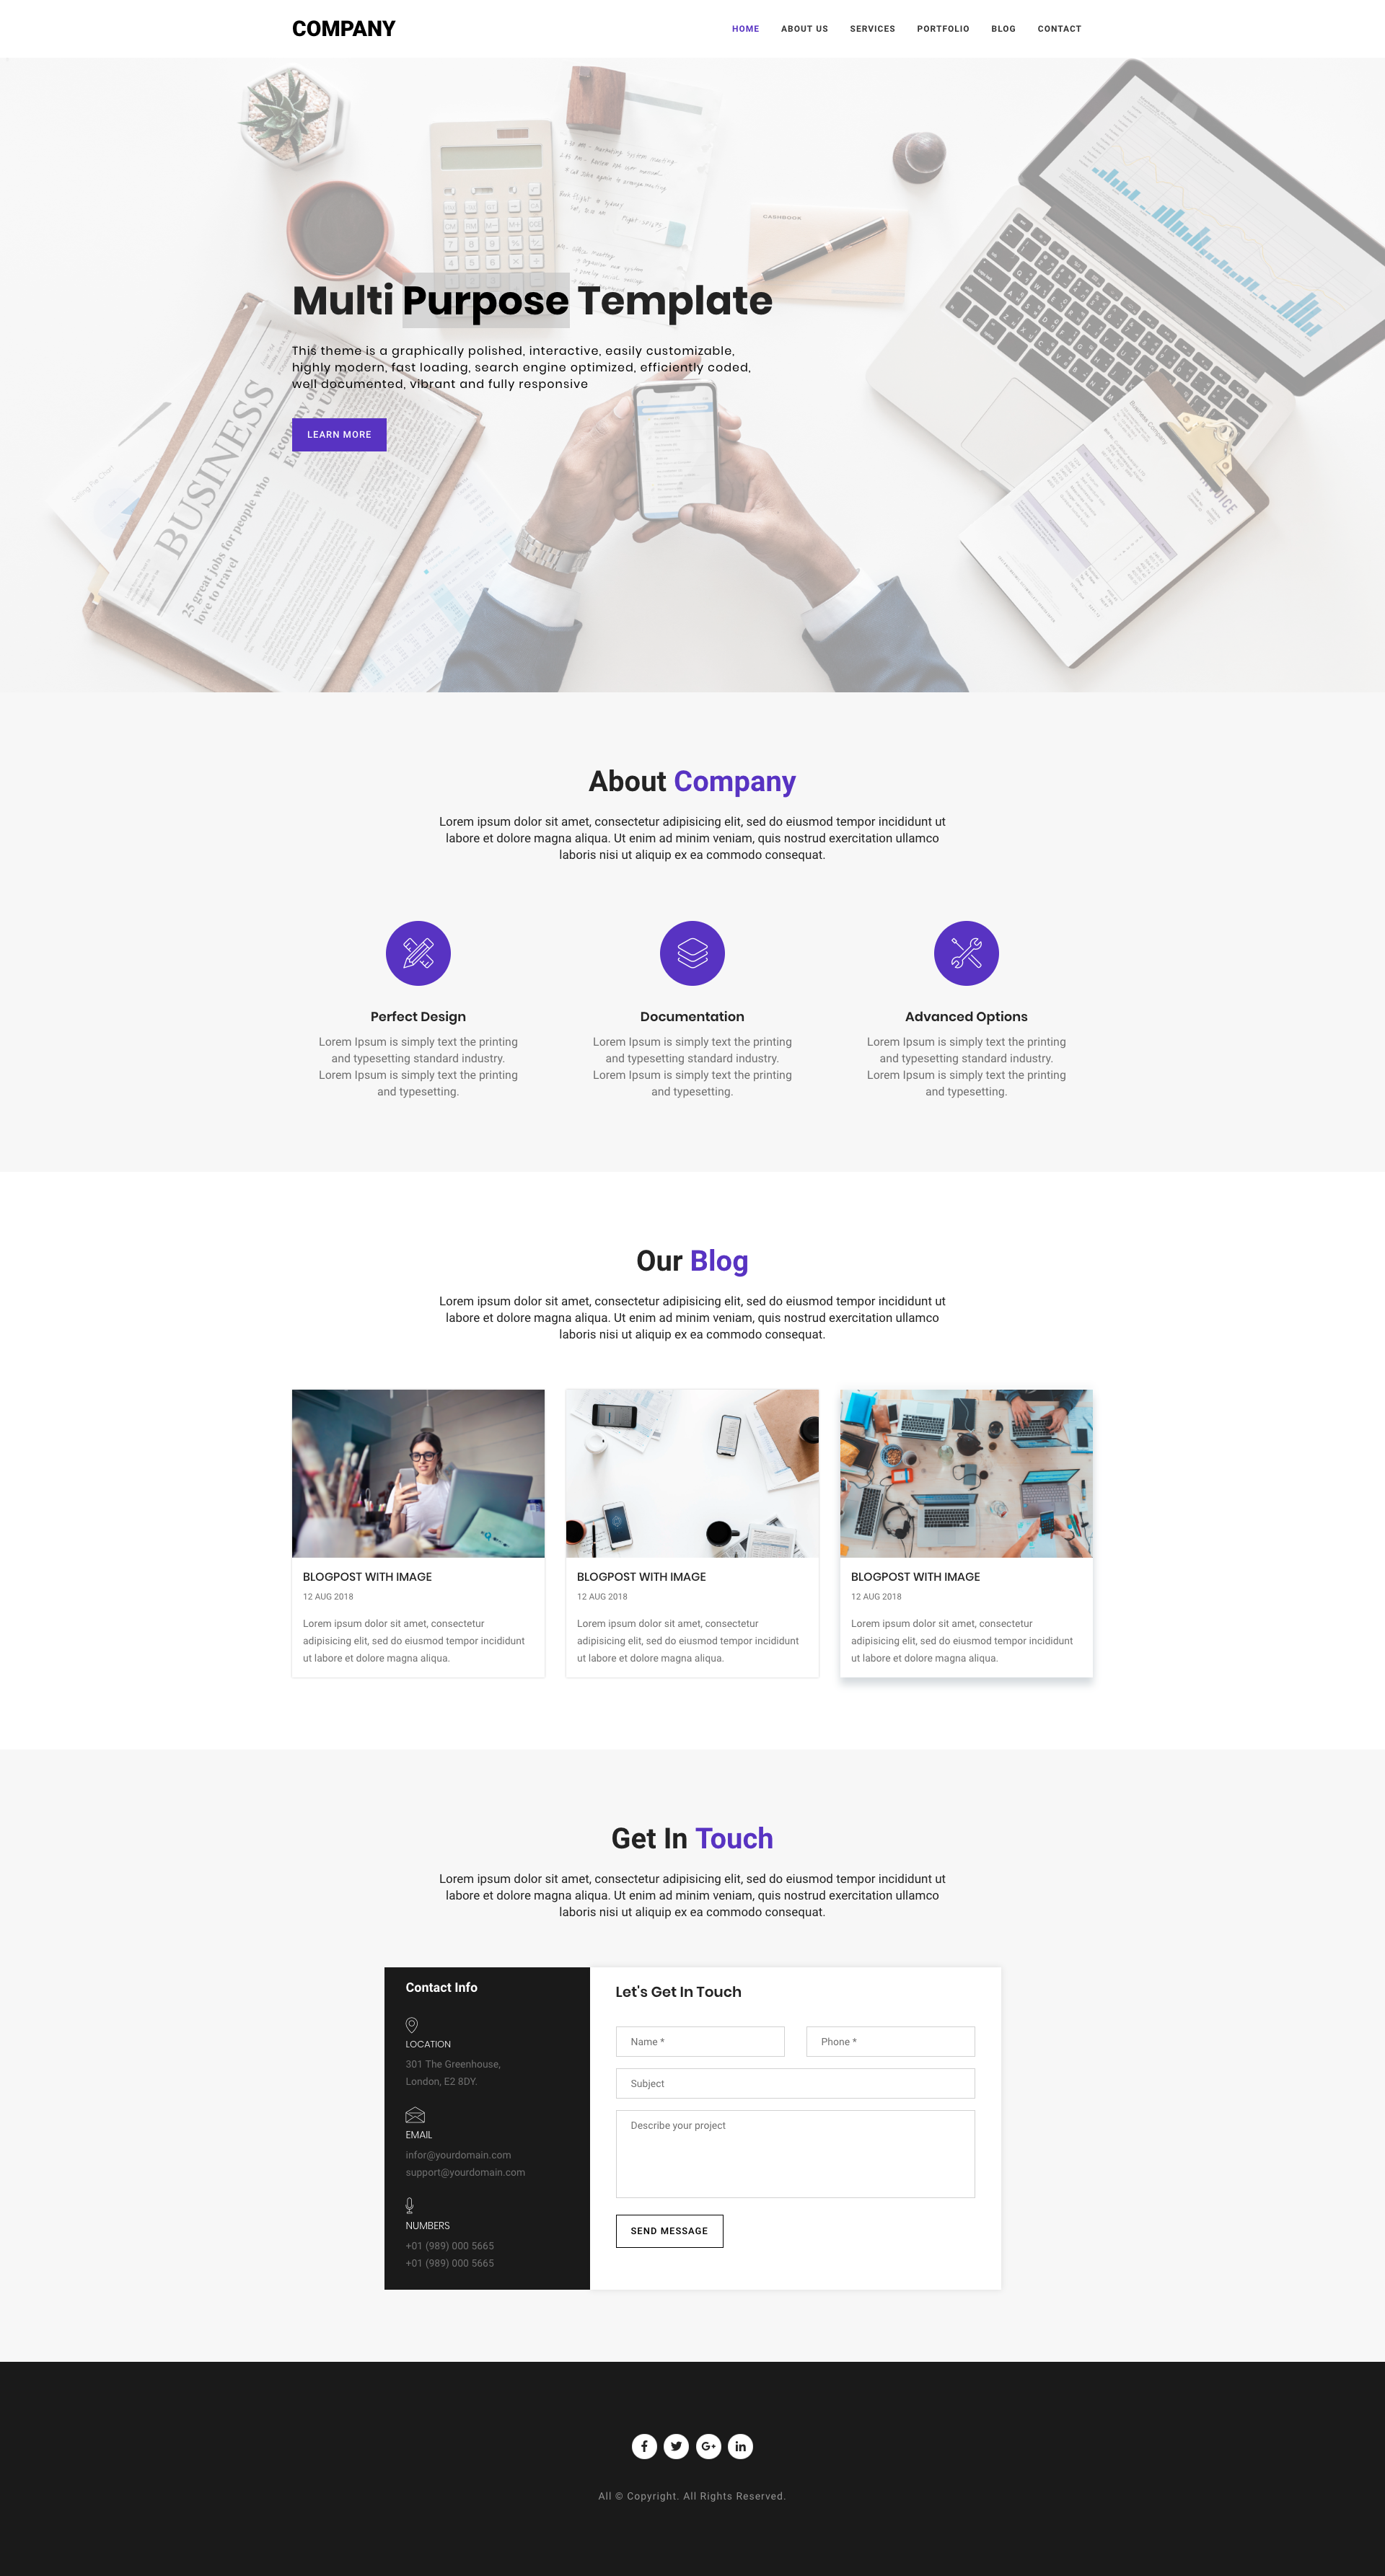 COMPANY
HOME ABOUT US SERVICES PORTFOLIO BLOG CONTACT
CASHBOOK
Multi Purpose Template
This theme is a graphically polished, interactive, easily customizable,
highly modern, fast loading, search engine optimized, efficiently coded,
well documented, vibrant and fully responsive
LEARN MORE
BUSINESS
25 great jobs for people who
love to travel
About Company
Lorem ipsum dolor sit amet, consectetur adipisicing elit, sed do eiusmod tempor incididunt ut
labore et dolore magna aliqua. Ut enim ad minim veniam, quis nostrud exercitation ullamco
laboris nisi ut aliquip ex ea commodo consequat.
Perfect Design
Lorem Ipsum is simply text the printing
and typesetting standard industry.
Lorem Ipsum is simply text the printing
and typesetting.
Documentation
Lorem Ipsum is simply text the printing
and typesetting standard industry.
Lorem Ipsum is simply text the printing
and typesetting.
Advanced Options
Lorem Ipsum is simply text the printing
and typesetting standard industry.
Lorem Ipsum is simply text the printing
and typesetting.
Our Blog
Lorem ipsum dolor sit amet, consectetur adipisicing elit, sed do eiusmod tempor incididunt ut
labore et dolore magna aliqua. Ut enim ad minim veniam, quis nostrud exercitation ullamco
laboris nisi ut aliquip ex ea commodo consequat.
BLOGPOST WITH IMAGE
12 AUG 2018
Lorem ipsum dolor sit amet, consectetur
adipisicing elit, sed do eiusmod tempor incididunt
ut labore et dolore magna aliqua.
BLOGPOST WITH IMAGE
12 AUG 2018
Lorem ipsum dolor sit amet, consectetur
adipisicing elit, sed do eiusmod tempor incididunt
ut labore et dolore magna aliqua.
BLOGPOST WITH IMAGE
12 AUG 2018
Lorem ipsum dolor sit amet, consectetur
adipisicing elit, sed do eiusmod tempor incididunt
ut labore et dolore magna aliqua.
Get In Touch
Lorem ipsum dolor sit amet, consectetur adipisicing elit, sed do eiusmod tempor incididunt ut
labore et dolore magna aliqua. Ut enim ad minim veniam, quis nostrud exercitation ullamco
laboris nisi ut aliquip ex ea commodo consequat.
Contact Info
LOCATION
301 The Greenhouse,
London, E2 8DY.
EMAIL
infor@yourdomain.com
support@yourdomain.com
NUMBERS
+01 (989) 000 5665
+01 (989) 000 5665
Let's Get In Touch
Name * Phone *
Subject
Describe your project
SEND MESSAGE
All © Copyright. All Rights Reserved.